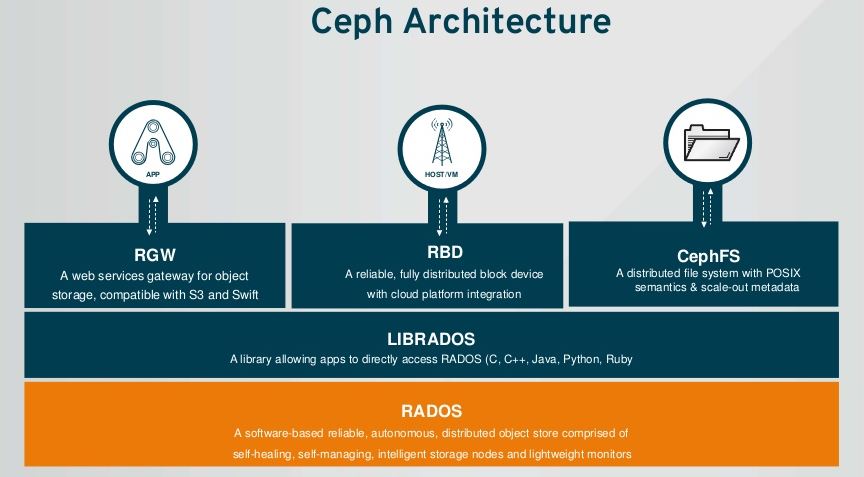 Ceph Architecture
APP
HOST/VM
RGW
A web services gateway for object
storage, compatible with S3 and Swift
RBD
A reliable, fully distributed block device
with cloud platform integration
CephFS
A distributed file system with POSIX
semantics & scale-out metadata
LIBRADOS
A library allowing apps to directly access RADOS (C, C++, Java, Python, Ruby
RADOS
A software-based reliable, autonomous, distributed object store comprised of
self-healing, self-managing, intelligent storage nodes and lightweight monitors